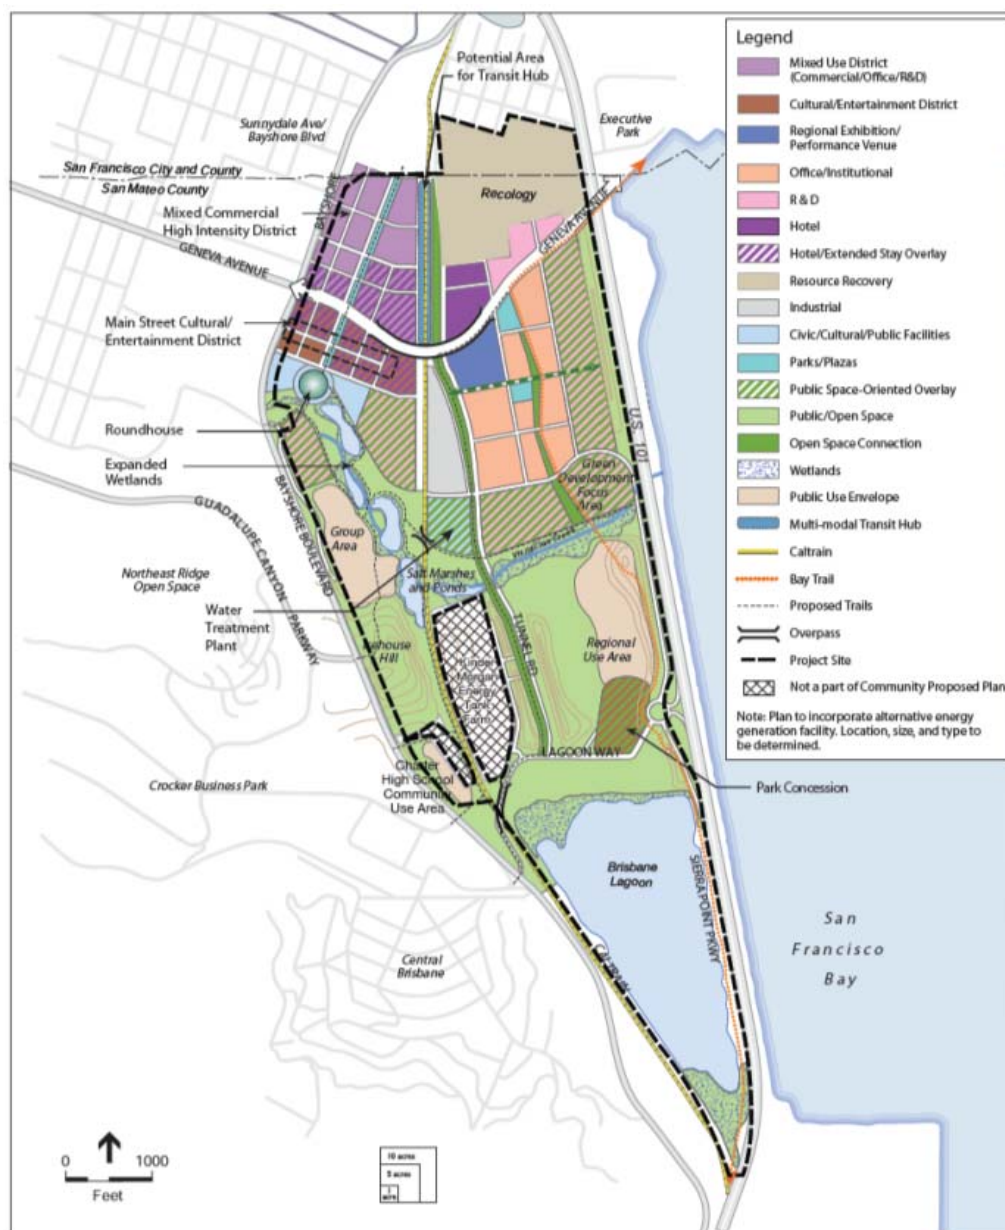 Potential Area
for Transit Hub
Sunnydale Ave/
Bayshore Blvd
Executive
Park
San Francisco City and County
San Mateo County
BAYSHORE
Recology
Mixed Commercial
High Intensity District
GENEVA AVENUE
GENEVA AVENUE
Main Street Cultural/
Entertainment District
Roundhouse
Expanded
Wetlands
U.S. 101
Green
Development
Focus
Area
GUADALUPE CANYON PARKWAY
BAYSHORE BOULEVARD
Group
Area
Northeast Ridge
Open Space
Salt Marshes
and Ponds
Water
Treatment
Plant
Icehouse
Hill
TUNNEL RD
Regional
Use Area
Kinder
Morgan
Energy
Tank
Farm
LAGOON WAY
Charter
High School
Community
Use Area
Crocker Business Park
Park Concession
Brisbane
Lagoon
SIERRA POINT PKWY
San
Francisco
Bay
CALTRAIN
Central
Brisbane
0 1000
Feet
10 acres
5 acres
1
acre
Legend
Mixed Use District
(Commercial/Office/R&D)
Cultural/Entertainment District
Regional Exhibition/
Performance Venue
Office/Institutional
R & D
Hotel
Hotel/Extended Stay Overlay
Resource Recovery
Industrial
Civic/Cultural/Public Facilities
Parks/Plazas
Public Space-Oriented Overlay
Public/Open Space
Open Space Connection
Wetlands
Public Use Envelope
Multi-modal Transit Hub
Caltrain
Bay Trail
Proposed Trails
Overpass
Project Site
Not a part of Community Proposed Plan
Note: Plan to incorporate alternative energy
generation facility. Location, size, and type to
be determined.